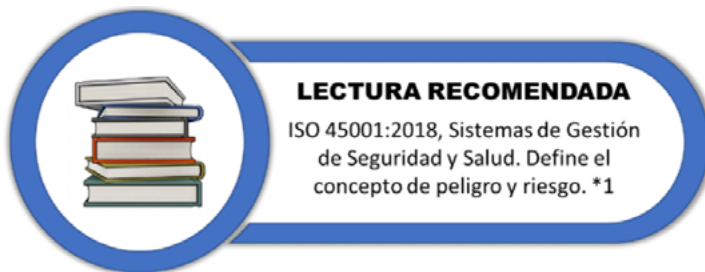 LECTURA RECOMENDADA
ISO 45001:2018, Sistemas de Gestión
de Seguridad y Salud. Define el
concepto de peligro y riesgo. *1